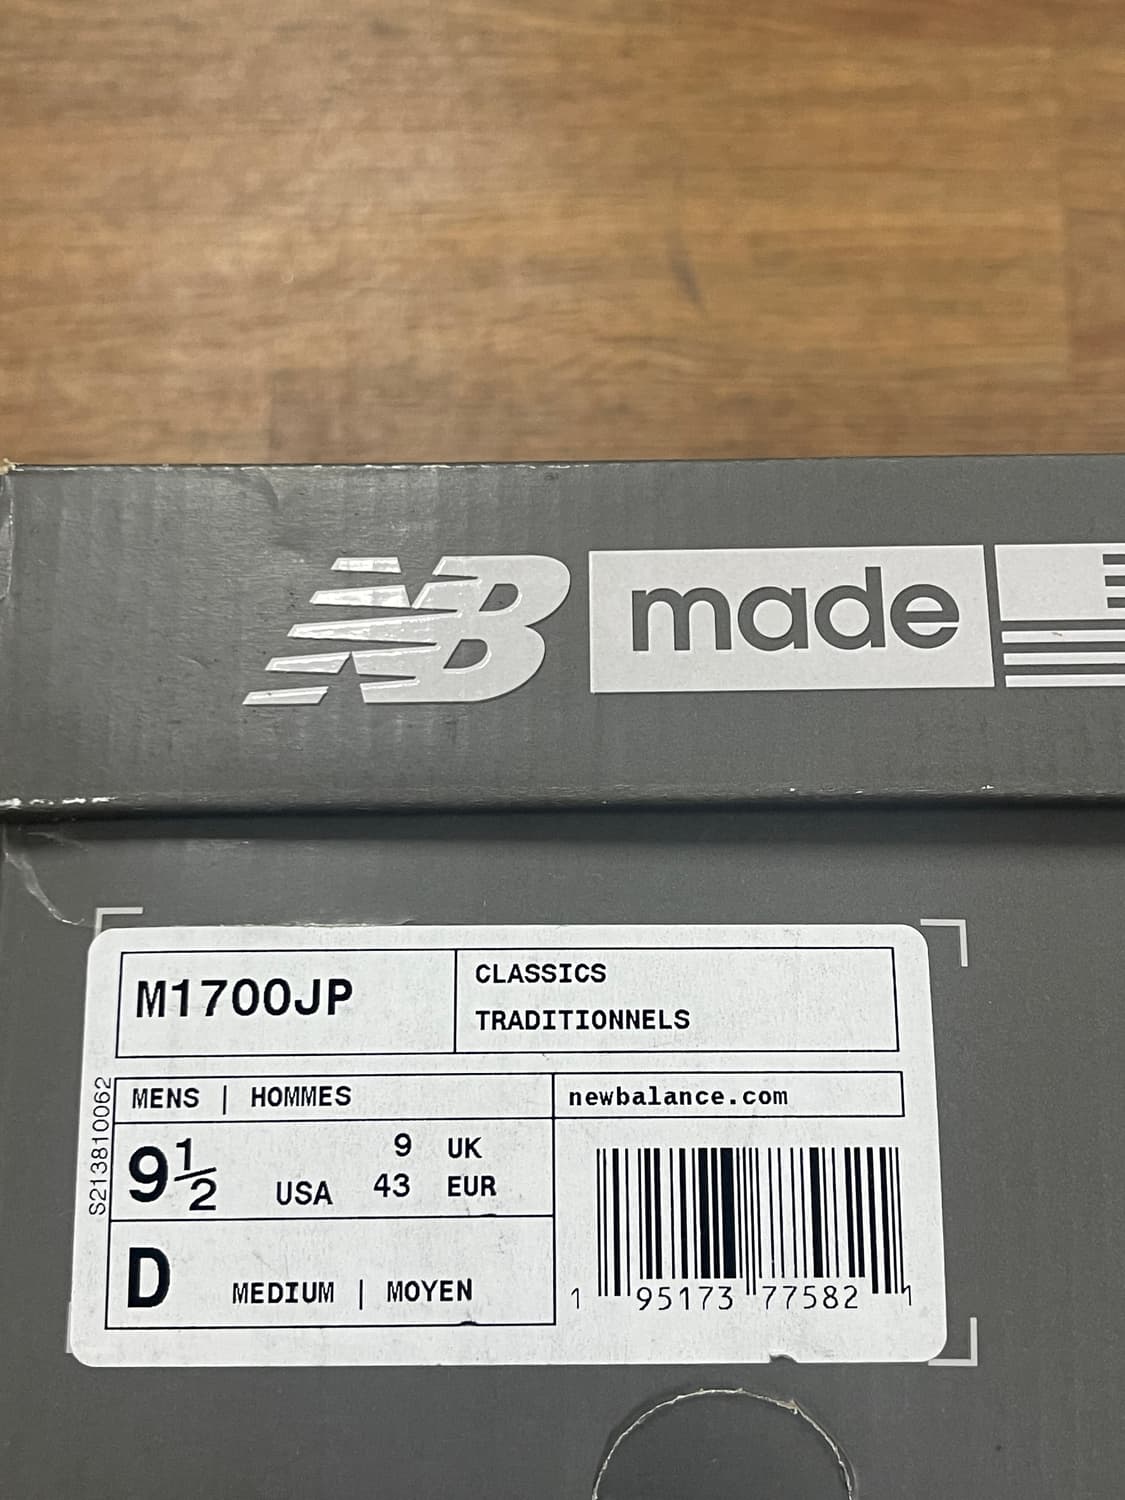 NB made
M1700JP
CLASSICS
TRADITIONNELS
MENS | HOMMES
newbalance.com
9½ USA
9 UK
43 EUR
D MEDIUM | MOYEN
1 95173 77582 1
S213810062